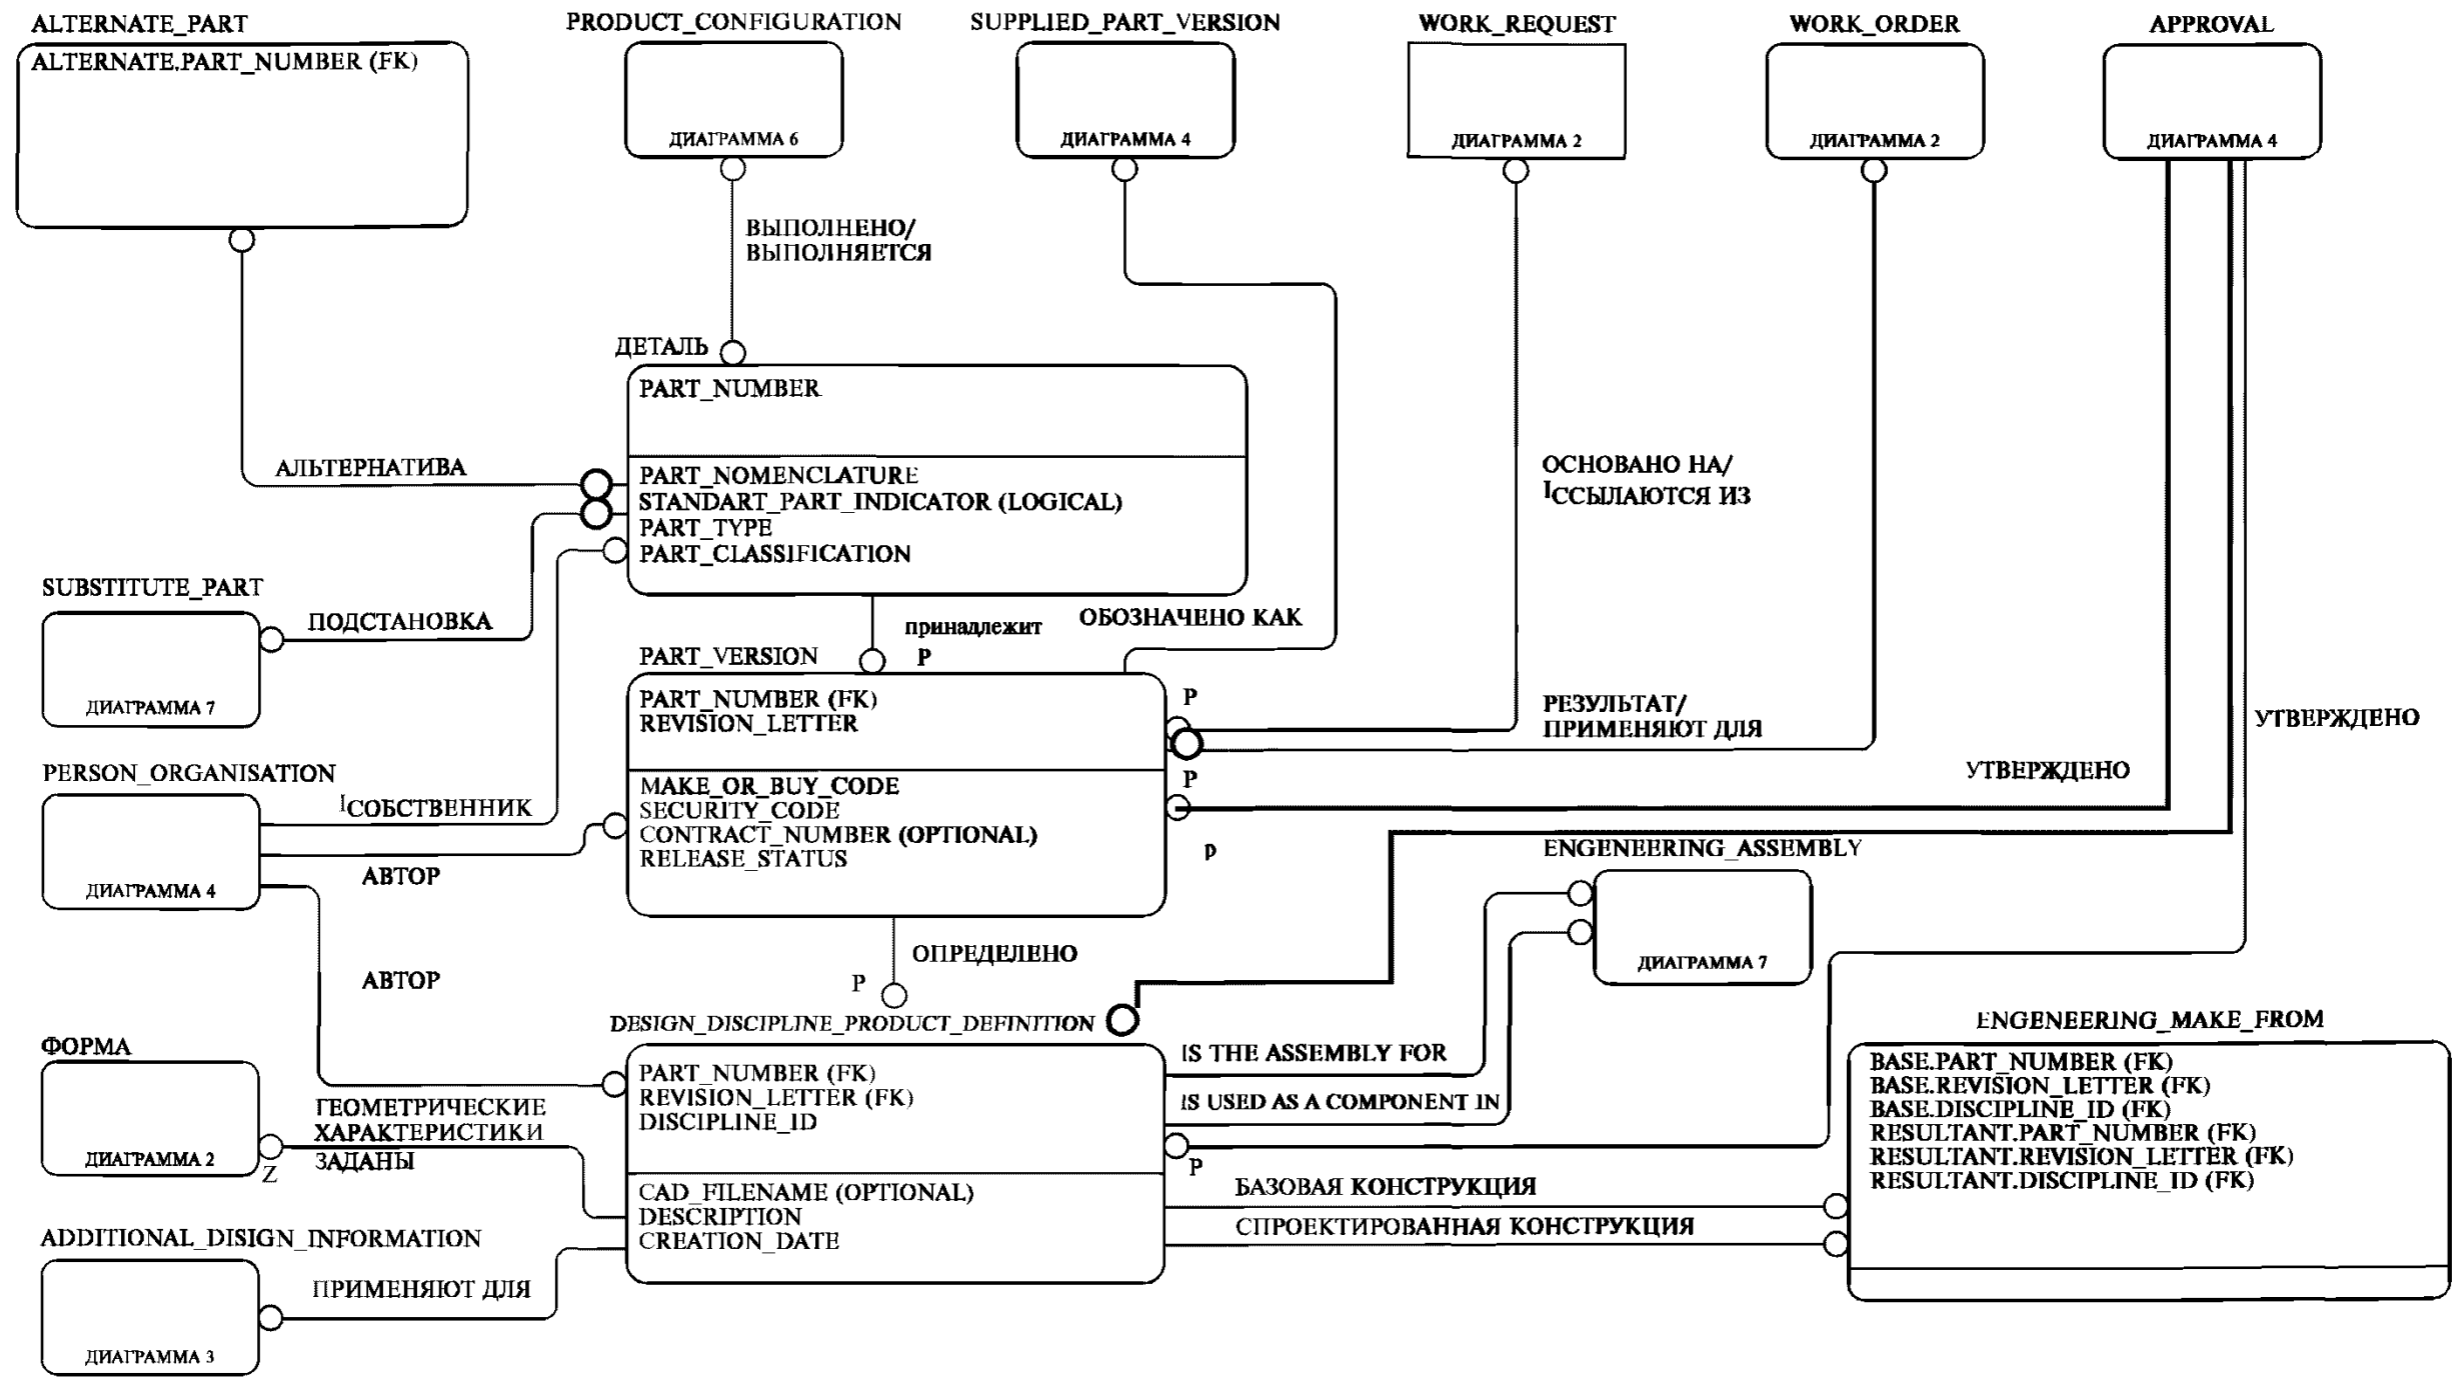 ALTERNATE_PART
ALTERNATE.PART_NUMBER (FK)
PRODUCT_CONFIGURATION
ДИАГРАММА 6
SUPPLIED_PART_VERSION
ДИАГРАММА 4
WORK_REQUEST
ДИАГРАММА 2
WORK_ORDER
ДИАГРАММА 2
APPROVAL
ДИАГРАММА 4
ВЫПОЛНЕНО/
ВЫПОЛНЯЕТСЯ
ДЕТАЛЬ
PART_NUMBER
PART_NOMENCLATURE
STANDART_PART_INDICATOR (LOGICAL)
PART_TYPE
PART_CLASSIFICATION
АЛЬТЕРНАТИВА
ОСНОВАНО НА/
ССЫЛАЮТСЯ ИЗ
SUBSTITUTE_PART
ДИАГРАММА 7
ПОДСТАНОВКА
принадлежит
P
ОБОЗНАЧЕНО КАК
PART_VERSION
PART_NUMBER (FK)
REVISION_LETTER
MAKE_OR_BUY_CODE
SECURITY_CODE
CONTRACT_NUMBER (OPTIONAL)
RELEASE_STATUS
P
РЕЗУЛЬТАТ/
ПРИМЕНЯЮТ ДЛЯ
P
УТВЕРЖДЕНО
УТВЕРЖДЕНО
p
PERSON_ORGANISATION
ДИАГРАММА 4
СОБСТВЕННИК
АВТОР
АВТОР
ENGENEERING_ASSEMBLY
ДИАГРАММА 7
ОПРЕДЕЛЕНО
P
DESIGN_DISCIPLINE_PRODUCT_DEFINITION
PART_NUMBER (FK)
REVISION_LETTER (FK)
DISCIPLINE_ID
CAD_FILENAME (OPTIONAL)
DESCRIPTION
CREATION_DATE
IS THE ASSEMBLY FOR
IS USED AS A COMPONENT IN
P
БАЗОВАЯ КОНСТРУКЦИЯ
СПРОЕКТИРОВАННАЯ КОНСТРУКЦИЯ
ENGENEERING_MAKE_FROM
BASE.PART_NUMBER (FK)
BASE.REVISION_LETTER (FK)
BASE.DISCIPLINE_ID (FK)
RESULTANT.PART_NUMBER (FK)
RESULTANT.REVISION_LETTER (FK)
RESULTANT.DISCIPLINE_ID (FK)
ФОРМА
ДИАГРАММА 2
Z
ГЕОМЕТРИЧЕСКИЕ
ХАРАКТЕРИСТИКИ
ЗАДАНЫ
ADDITIONAL_DISIGN_INFORMATION
ДИАГРАММА 3
ПРИМЕНЯЮТ ДЛЯ